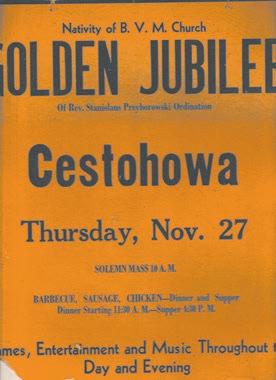 Nativity of B. V. M. Church
GOLDEN JUBILEE
Of Rev. Stanislaus Przyborowski Ordination
Cestohowa
Thursday, Nov. 27
SOLEMN MASS 10 A. M.
BARBECUE, SAUSAGE, CHICKEN—Dinner and Supper
Dinner Starting 11:30 A. M.—Supper 4:30 P. M.
ames, Entertainment and Music Throughout t
Day and Evening